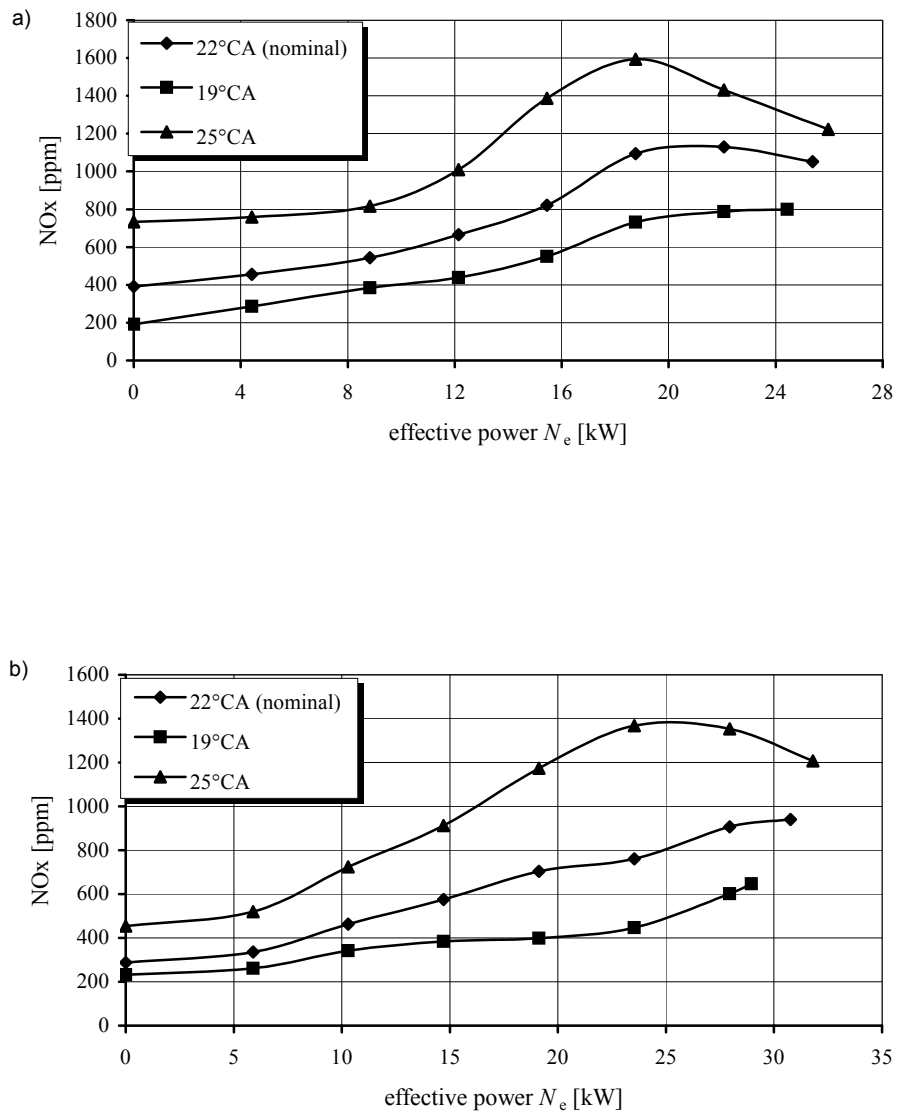 a)
1800
1600
1400
1200
1000
800
600
400
200
0
NOx [ppm]
22°CA (nominal)
19°CA
25°CA
0 4 8 12 16 20 24 28
effective power N e [kW]
b)
1600
1400
1200
1000
800
600
400
200
0
NOx [ppm]
22°CA (nominal)
19°CA
25°CA
0 5 10 15 20 25 30 35
effective power N e [kW]